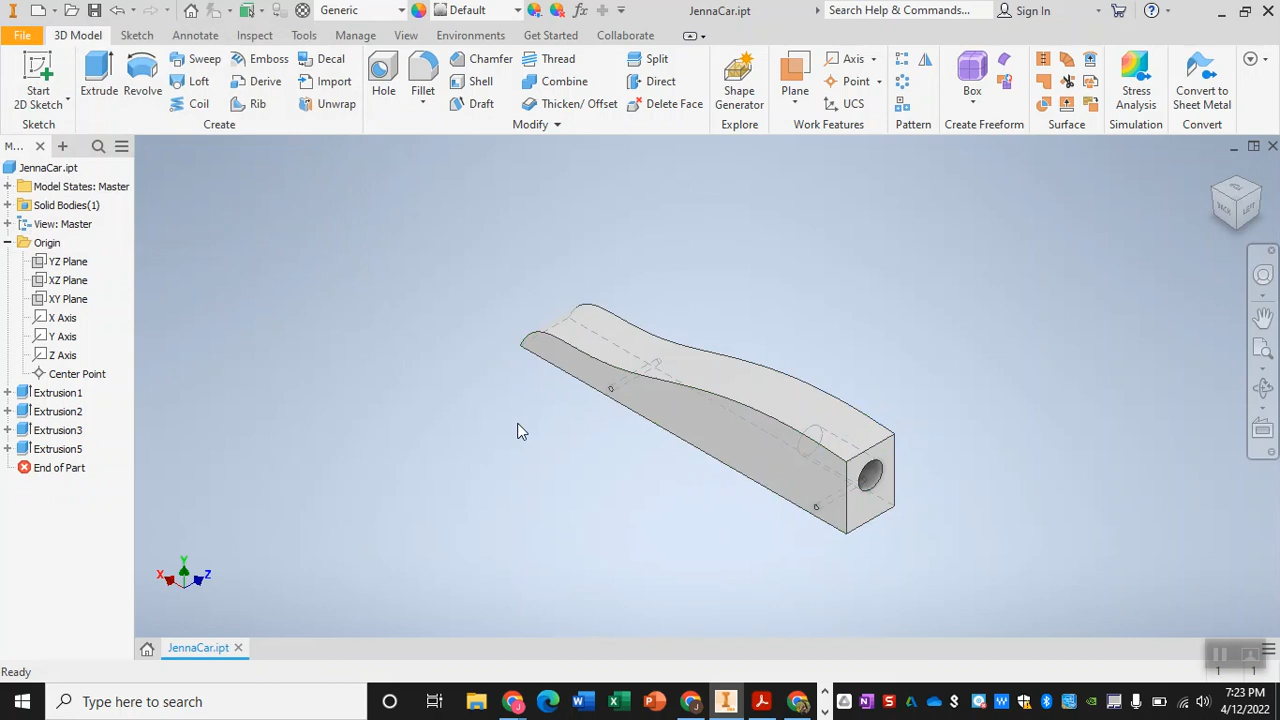 Generic
Default
JennaCar.ipt
Search Help & Commands...
Sign In
File
3D Model
Sketch
Annotate
Inspect
Tools
Manage
View
Environments
Get Started
Collaborate
Start
2D Sketch
Extrude
Revolve
Sweep
Loft
Coil
Emboss
Derive
Rib
Decal
Import
Unwrap
Hole
Fillet
Chamfer
Shell
Draft
Thread
Combine
Thicken/ Offset
Split
Direct
Delete Face
Shape
Generator
Plane
Axis
Point
UCS
Box
Stress
Analysis
Convert to
Sheet Metal
Sketch
Create
Modify
Explore
Work Features
Pattern
Create Freeform
Surface
Simulation
Convert
M...
JennaCar.ipt
Model States: Master
Solid Bodies(1)
View: Master
Origin
YZ Plane
XZ Plane
XY Plane
X Axis
Y Axis
Z Axis
Center Point
Extrusion1
Extrusion2
Extrusion3
Extrusion5
End of Part
BACK
LEFT
Y
X
Z
JennaCar.ipt
Ready
1
1
Type here to search
7:23 PM
4/12/2022